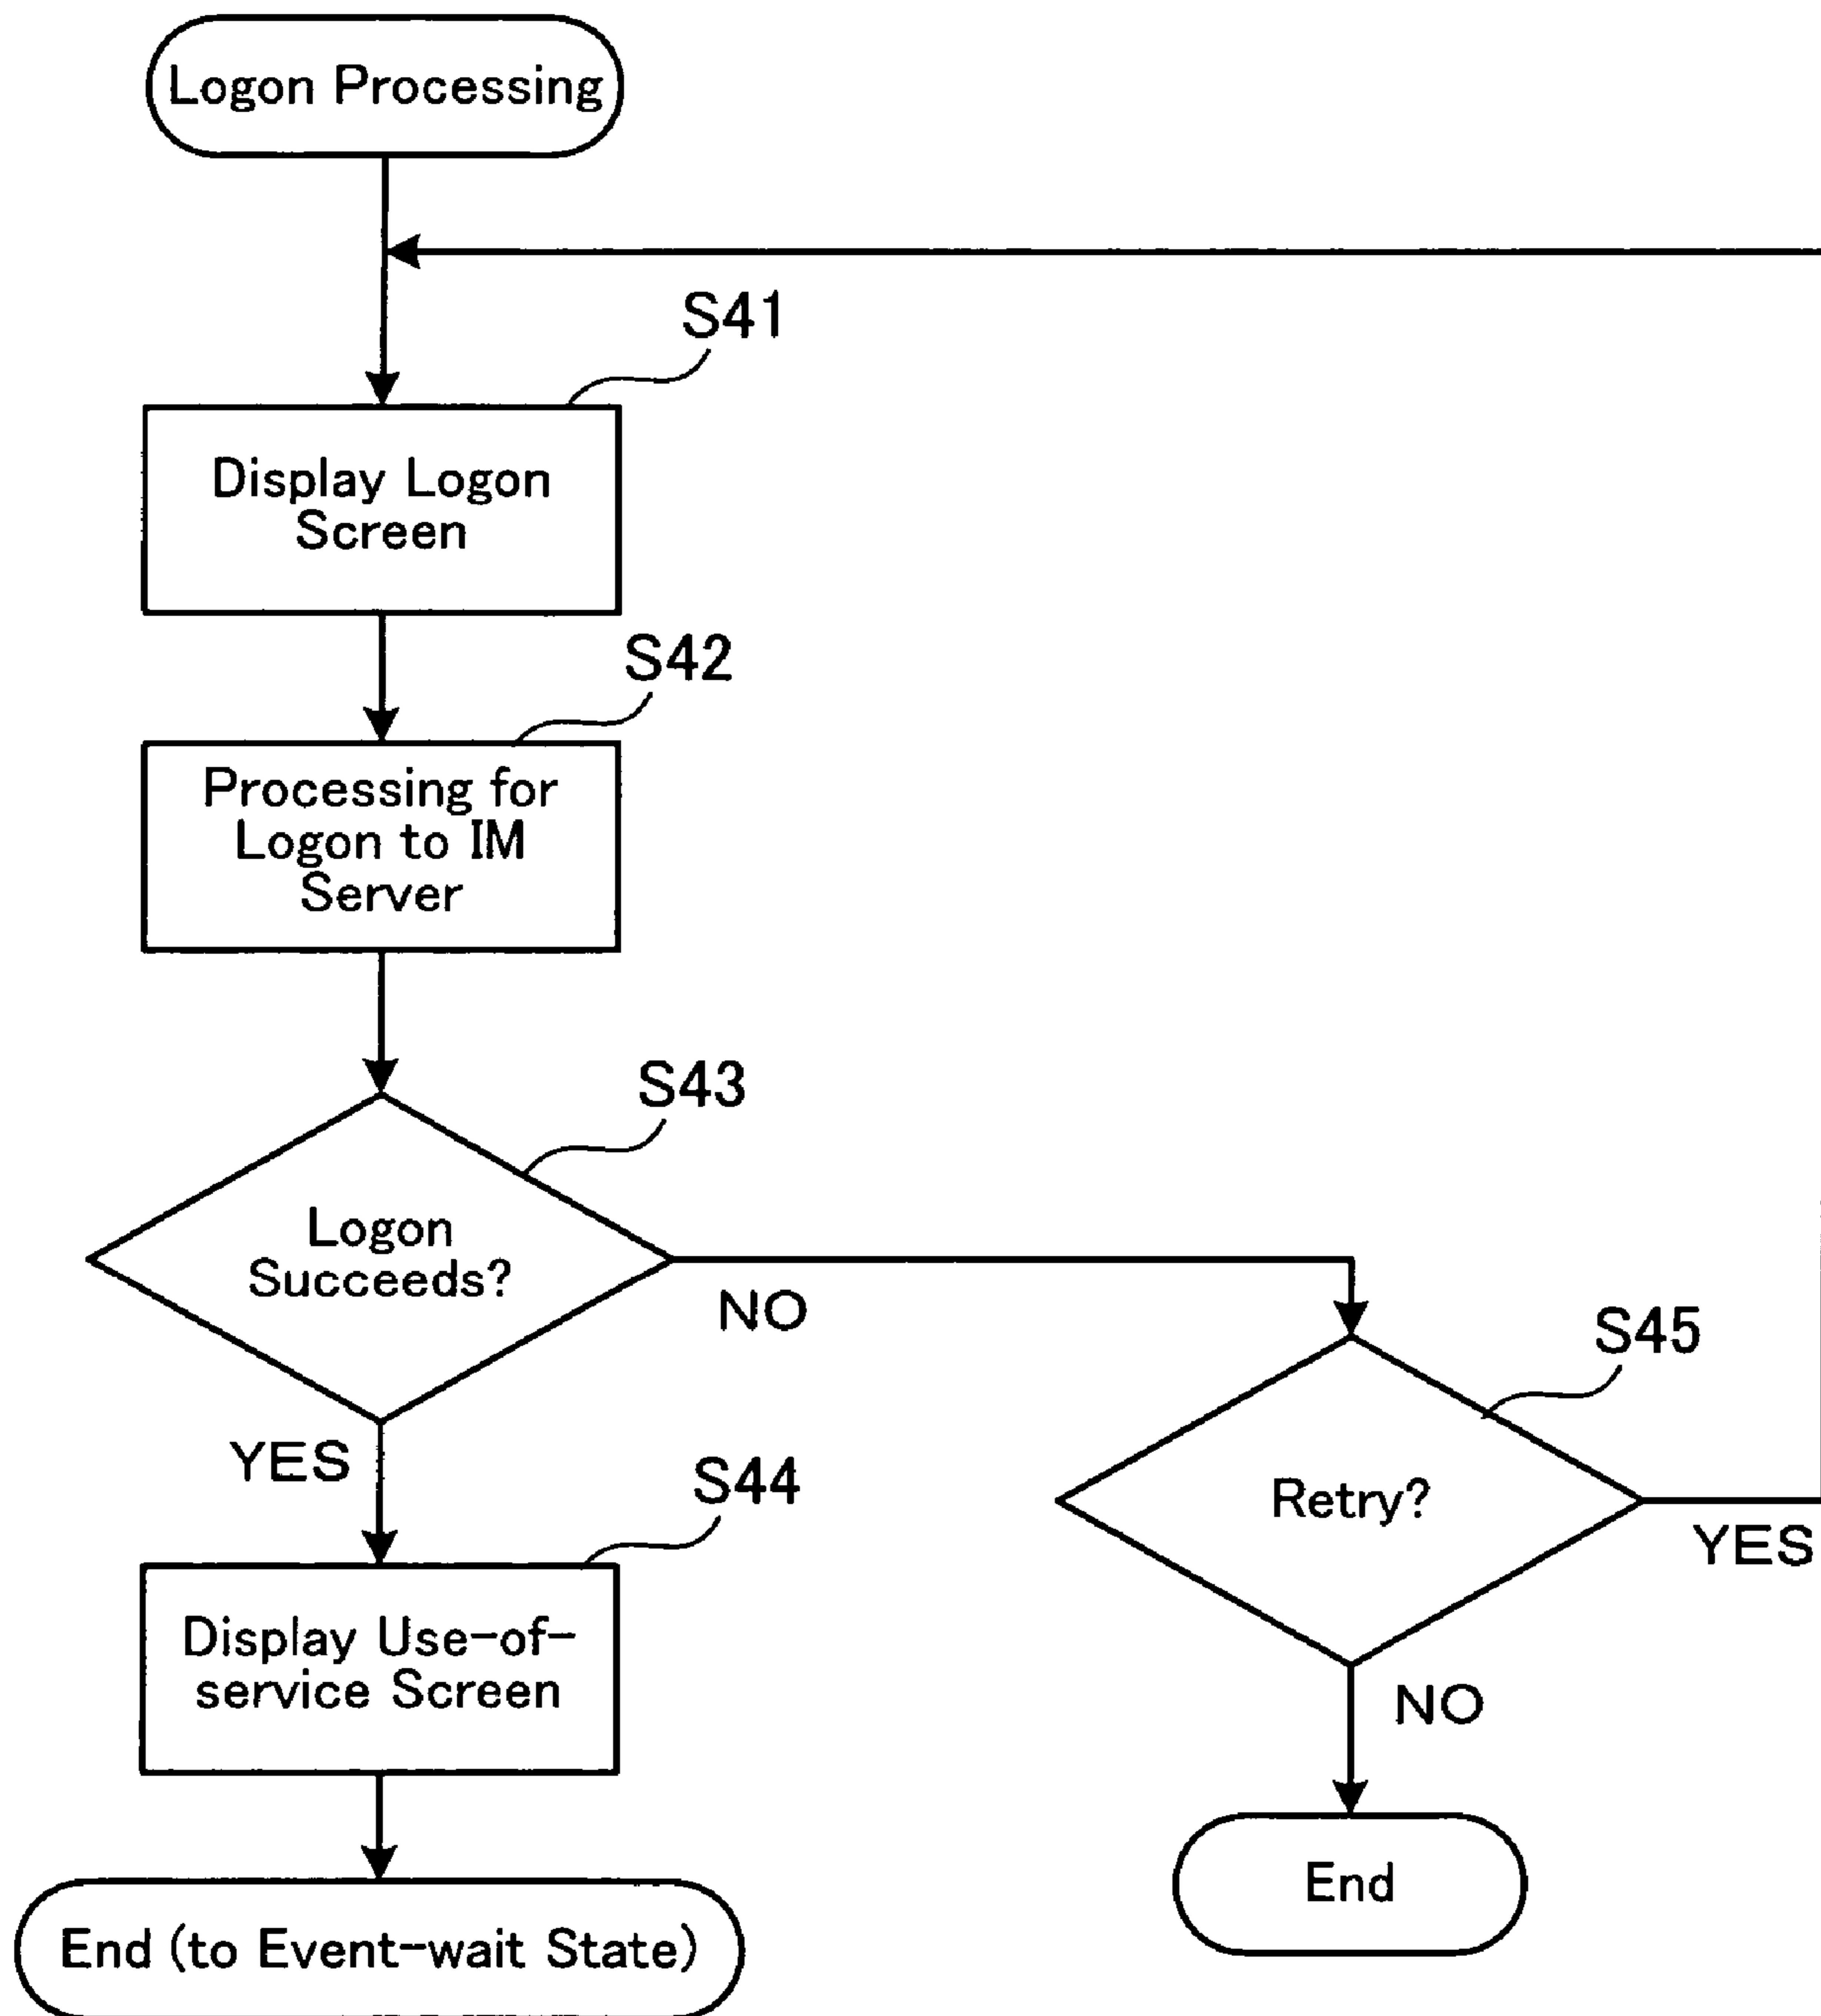 Logon Processing
S41
Display Logon
Screen
S42
Processing for
Logon to IM
Server
S43
Logon
Succeeds?
NO
S45
YES
S44
Retry?
YES
Display Use-of-
service Screen
NO
End
End (to Event-wait State)